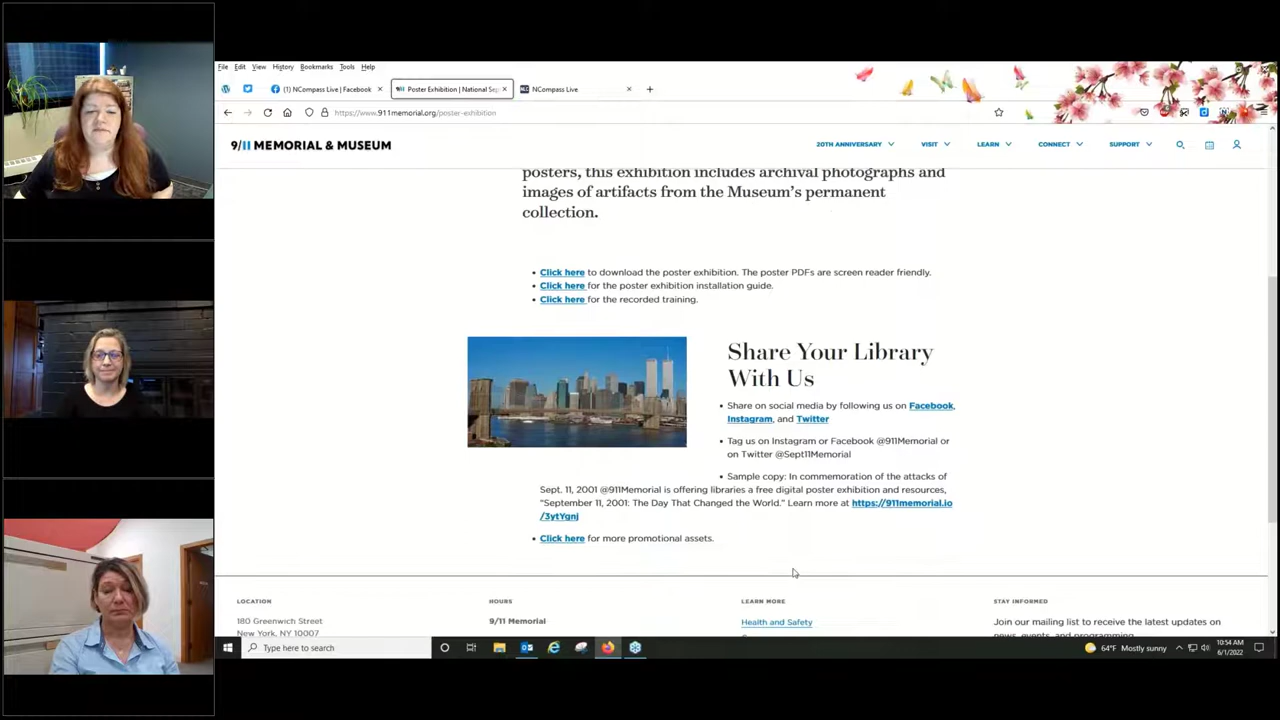 File Edit View History Bookmarks Tools Help
(1) NCompass Live | Facebook
Poster Exhibition | National Sep
NCompass Live
https://www.911memorial.org/poster-exhibition
9/11 MEMORIAL & MUSEUM
20TH ANNIVERSARY VISIT LEARN CONNECT SUPPORT
posters, this exhibition includes archival photographs and
images of artifacts from the Museum's permanent
collection.
• Click here to download the poster exhibition. The poster PDFs are screen reader friendly.
• Click here for the poster exhibition installation guide.
• Click here for the recorded training.
Share Your Library
With Us
• Share on social media by following us on Facebook,
Instagram, and Twitter
• Tag us on Instagram or Facebook @911Memorial or
on Twitter @Sept11Memorial
• Sample copy: In commemoration of the attacks of
Sept. 11, 2001 @911Memorial is offering libraries a free digital poster exhibition and resources,
"September 11, 2001: The Day That Changed the World." Learn more at https://911memorial.io
/3ytYgnj
• Click here for more promotional assets.
LOCATION
180 Greenwich Street
New York, NY 10007
HOURS
9/11 Memorial
LEARN MORE
Health and Safety
STAY INFORMED
Join our mailing list to receive the latest updates on
news, events, and programming.
Type here to search
64°F Mostly sunny
10:54 AM
6/1/2022